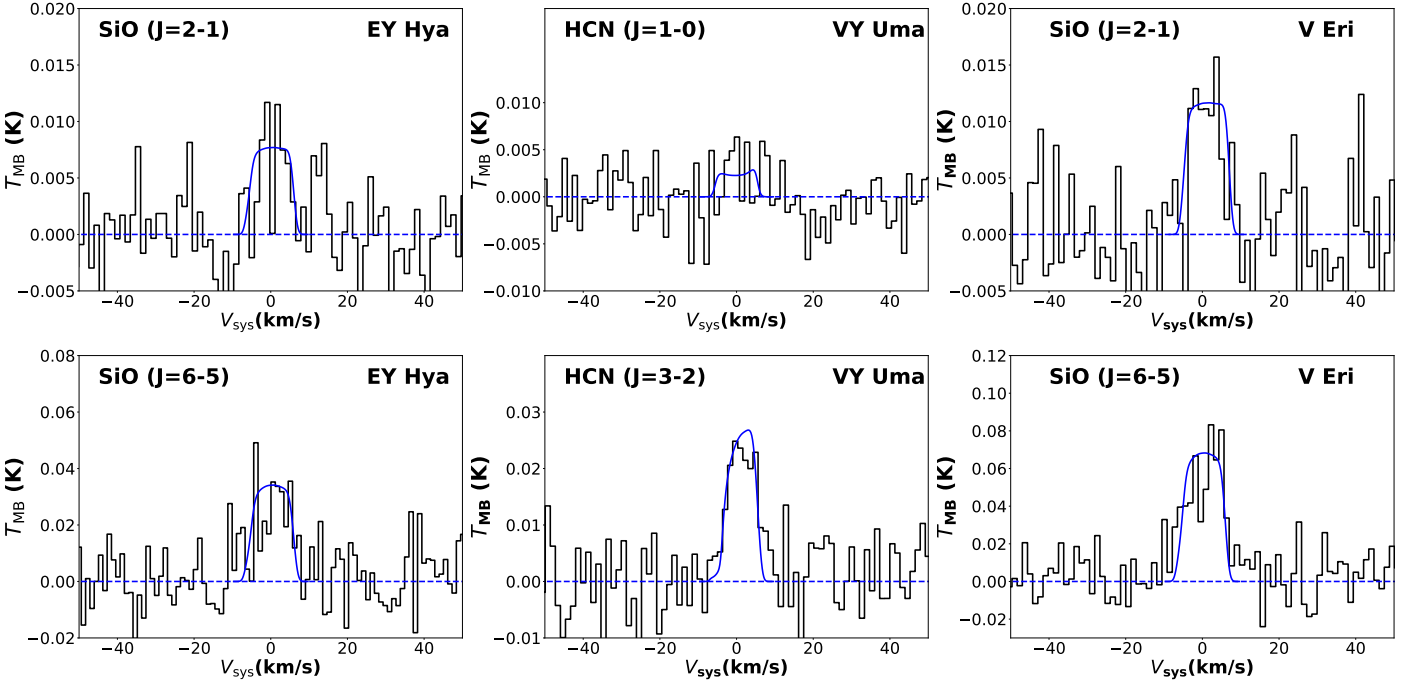 SiO (J=2-1) EY Hya
T_MB (K)
0.020
0.015
0.010
0.005
0.000
−0.005
−40 −20 0 20 40
V_sys(km/s)
HCN (J=1-0) VY Uma
T_MB (K)
0.010
0.005
0.000
−0.005
−0.010
−40 −20 0 20 40
V_sys(km/s)
SiO (J=2-1) V Eri
T_MB (K)
0.020
0.015
0.010
0.005
0.000
−0.005
−40 −20 0 20 40
V_sys(km/s)
SiO (J=6-5) EY Hya
T_MB (K)
0.08
0.06
0.04
0.02
0.00
−0.02
−40 −20 0 20 40
V_sys(km/s)
HCN (J=3-2) VY Uma
T_MB (K)
0.03
0.02
0.01
0.00
−0.01
−40 −20 0 20 40
V_sys(km/s)
SiO (J=6-5) V Eri
T_MB (K)
0.12
0.10
0.08
0.06
0.04
0.02
0.00
−0.02
−40 −20 0 20 40
V_sys(km/s)